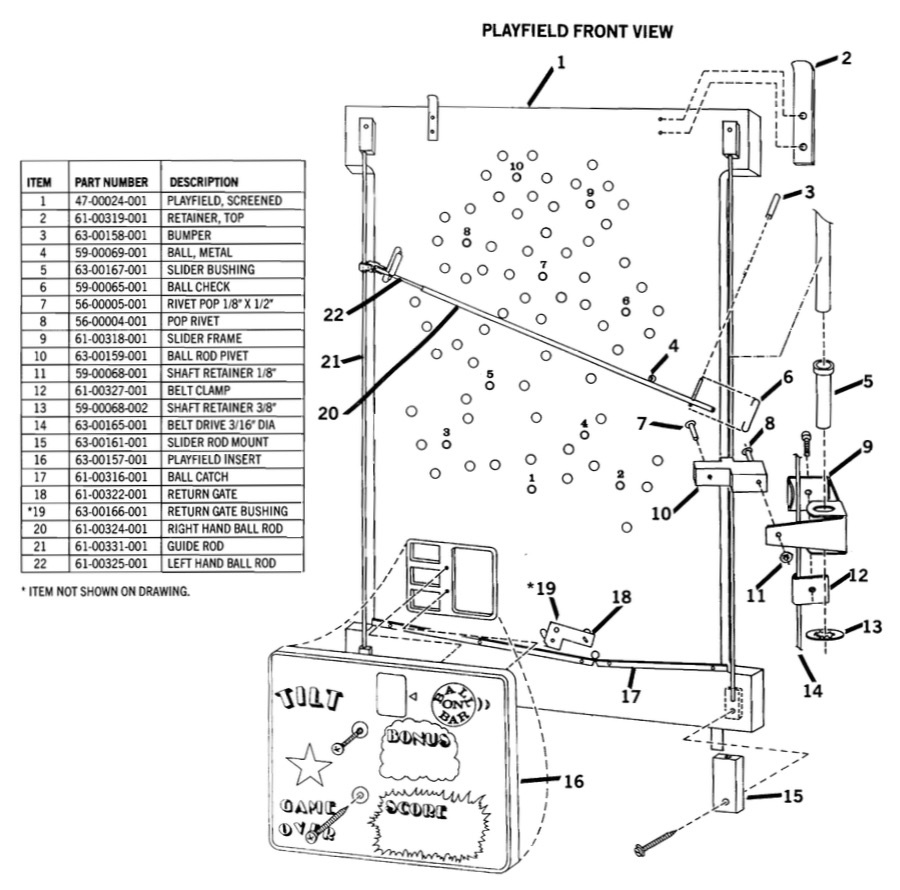 PLAYFIELD FRONT VIEW
ITEM PART NUMBER DESCRIPTION
1 47-00024-001 PLAYFIELD, SCREENED
2 61-00319-001 RETAINER, TOP
3 63-00158-001 BUMPER
4 59-00069-001 BALL, METAL
5 63-00167-001 SLIDER BUSHING
6 59-00065-001 BALL CHECK
7 56-00005-001 RIVET POP 1/8" X 1/2"
8 56-00004-001 POP RIVET
9 61-00318-001 SLIDER FRAME
10 63-00159-001 BALL ROD PIVET
11 59-00068-001 SHAFT RETAINER 1/8"
12 61-00327-001 BELT CLAMP
13 59-00068-002 SHAFT RETAINER 3/8"
14 63-00165-001 BELT DRIVE 3/16" DIA
15 63-00161-001 SLIDER ROD MOUNT
16 63-00157-001 PLAYFIELD INSERT
17 61-00316-001 BALL CATCH
18 61-00322-001 RETURN GATE
*19 63-00166-001 RETURN GATE BUSHING
20 61-00324-001 RIGHT HAND BALL ROD
21 61-00331-001 GUIDE ROD
22 61-00325-001 LEFT HAND BALL ROD
* ITEM NOT SHOWN ON DRAWING.
1
2
3
10
9
8
7
6
22
21
20
4
6
5
5
7
8
9
4
3
1
2
10
11
12
13
14
*19
18
17
16
15
TILT
BALL
ON
BAR
BONUS
GAME
OVER
SCORE